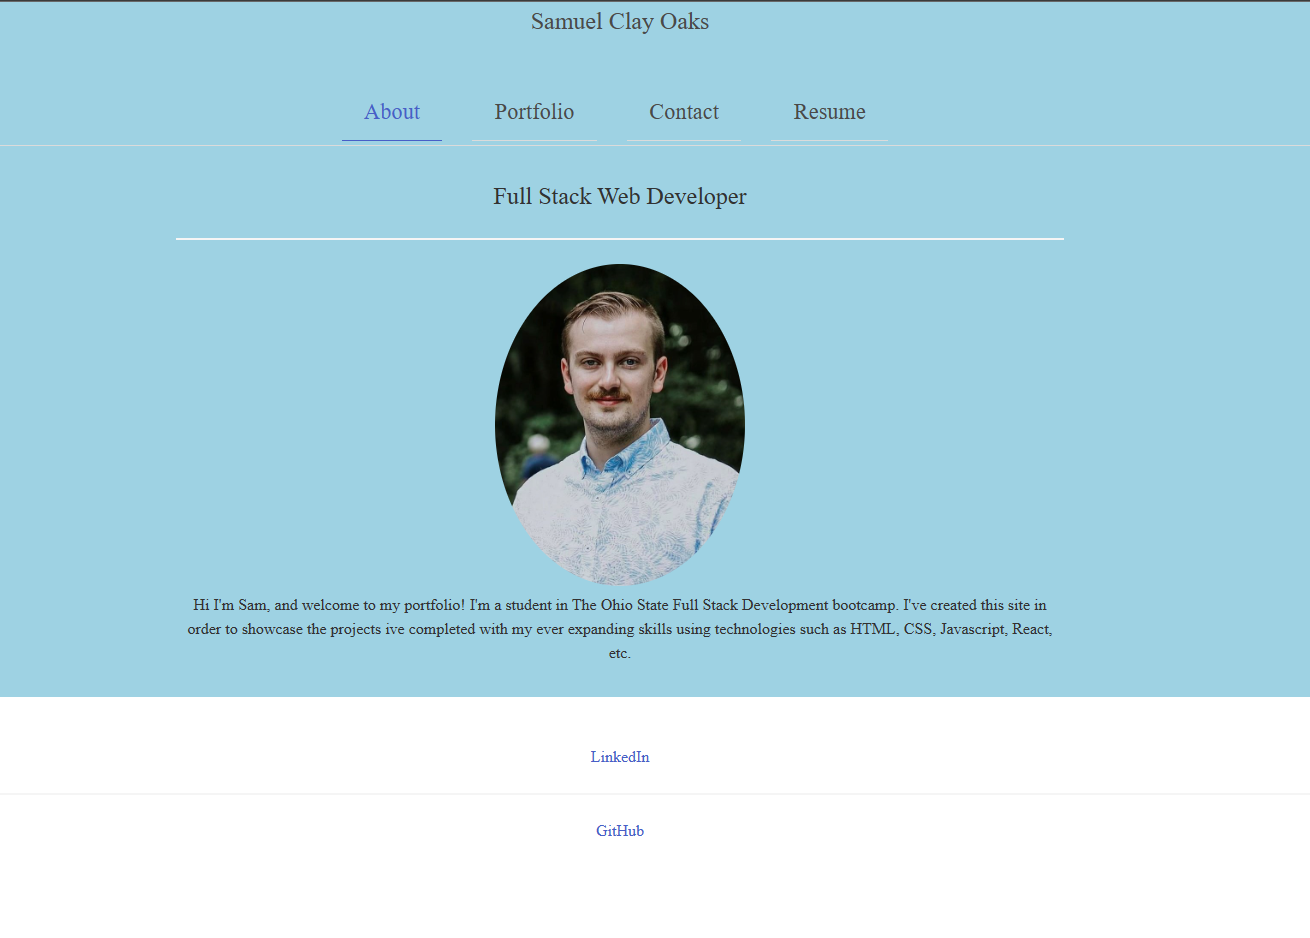 Samuel Clay Oaks
About Portfolio Contact Resume
Full Stack Web Developer
Hi I'm Sam, and welcome to my portfolio! I'm a student in The Ohio State Full Stack Development bootcamp. I've created this site in
order to showcase the projects ive completed with my ever expanding skills using technologies such as HTML, CSS, Javascript, React,
etc.
LinkedIn
GitHub